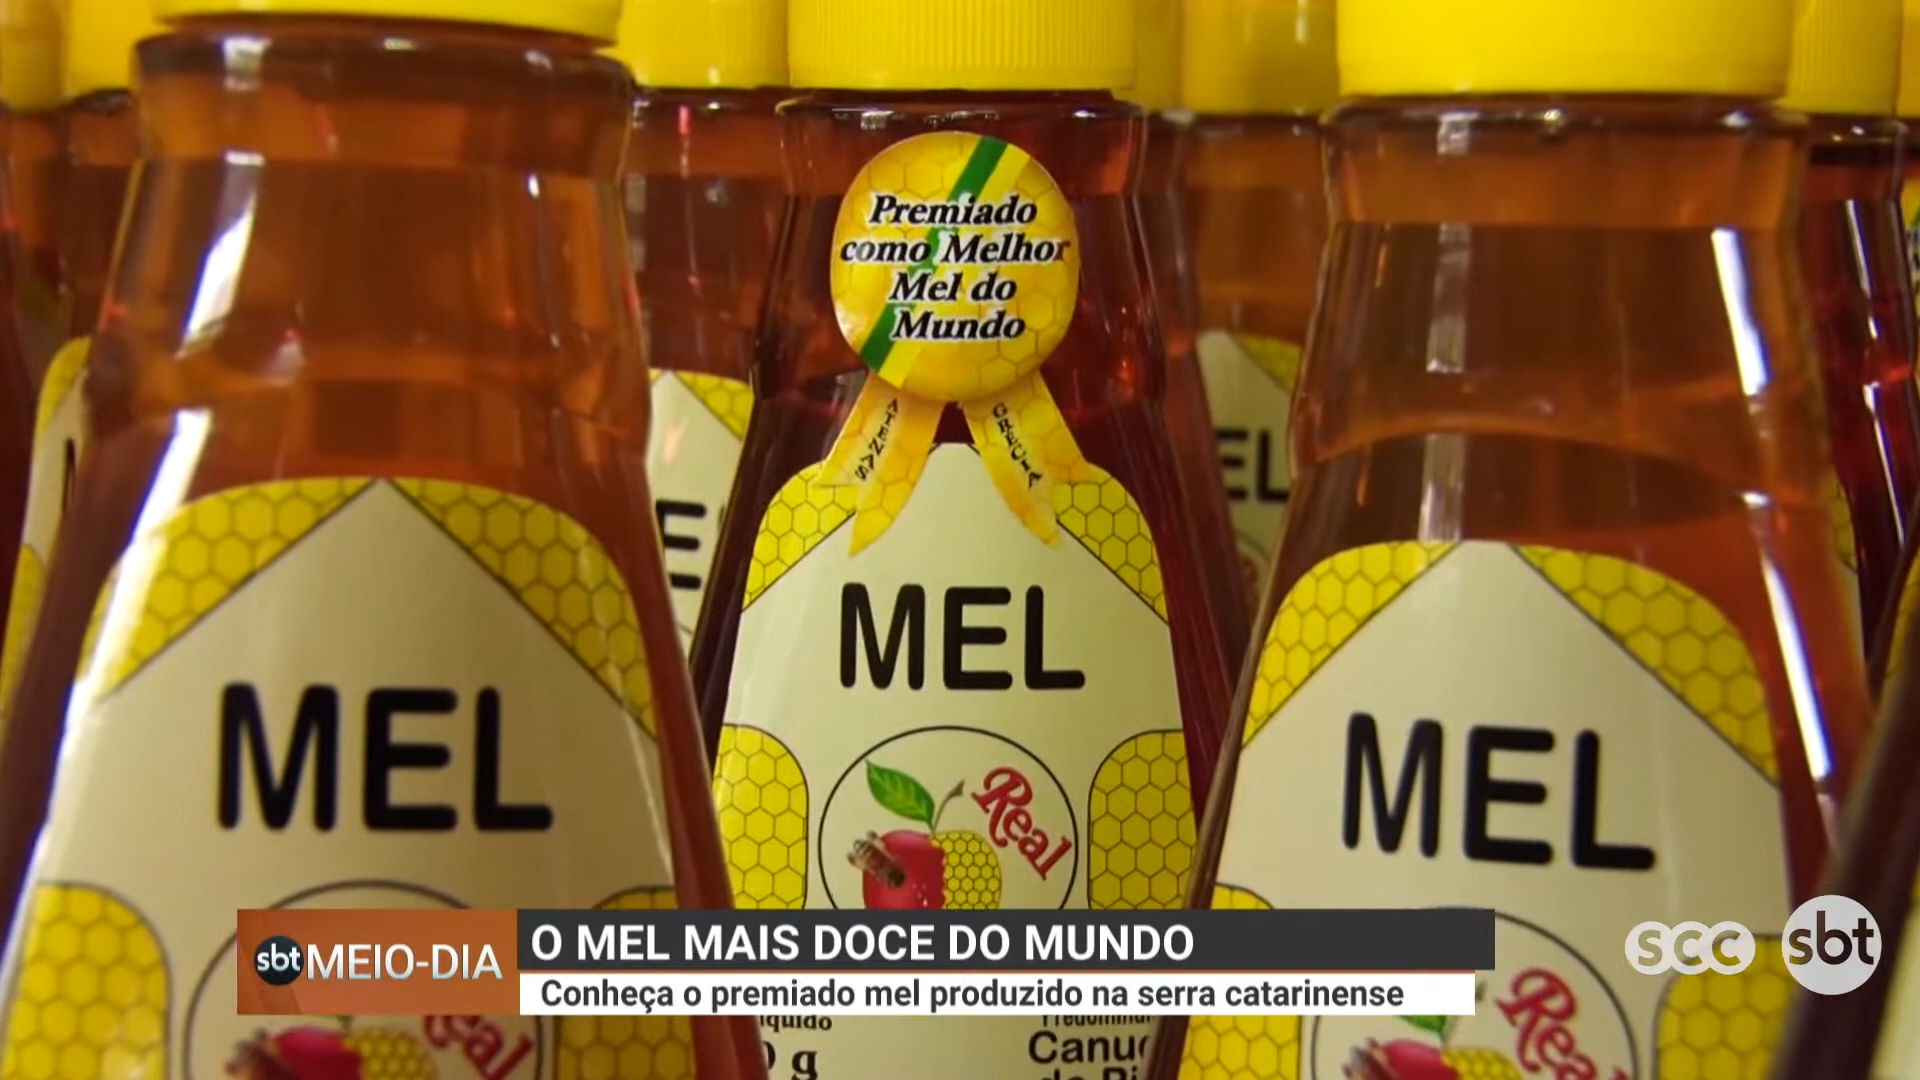 Premiado
como Melhor
Mel do
Mundo
ATENAS
GRÉCIA
MEL
MEL
MEL
Real
Real
sbt MEIO-DIA
O MEL MAIS DOCE DO MUNDO
Conheça o premiado mel produzido na serra catarinense
scc sbt
g